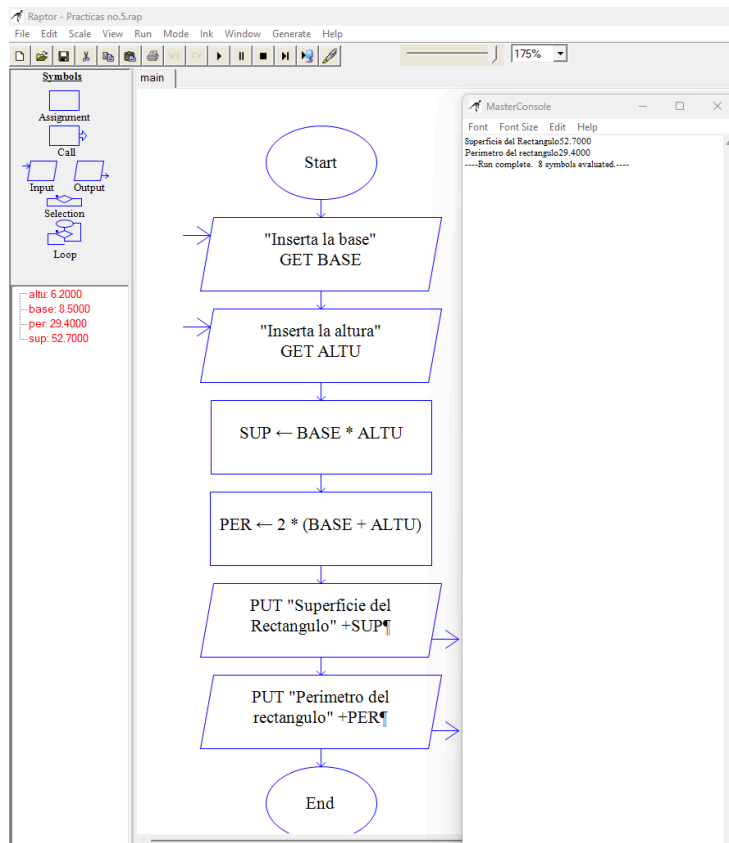 Raptor - Practicas no.5.rap
File Edit Scale View Run Mode Ink Window Generate Help
175%
Symbols
Assignment
Call
Input Output
Selection
Loop
altu: 6.2000
base: 8.5000
per: 29.4000
sup: 52.7000
main
Start
"Inserta la base"
GET BASE
"Inserta la altura"
GET ALTU
SUP ← BASE * ALTU
PER ← 2 * (BASE + ALTU)
PUT "Superficie del
Rectangulo" +SUP¶
PUT "Perimetro del
rectangulo" +PER¶
End
MasterConsole
Font Font Size Edit Help
Superficie del Rectangulo52.7000
Perimetro del rectangulo29.4000
----Run complete. 8 symbols evaluated.----